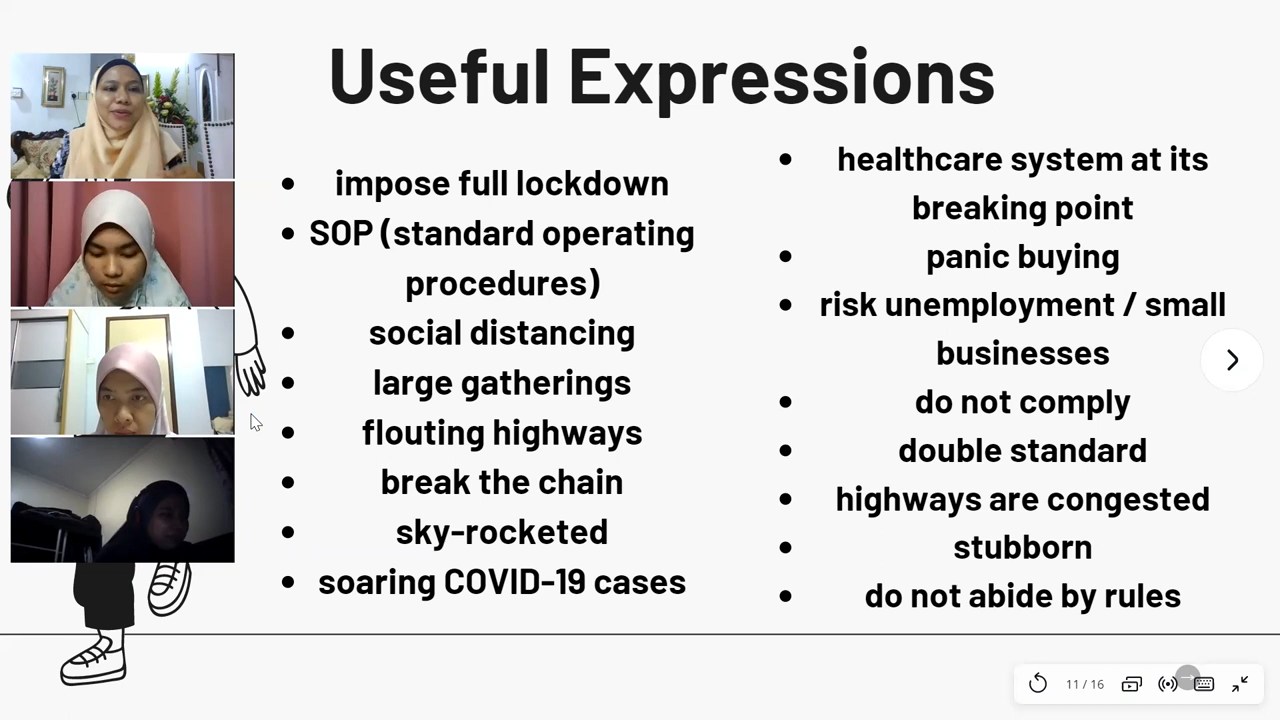 Useful Expressions
impose full lockdown
SOP (standard operating
procedures)
social distancing
large gatherings
flouting highways
break the chain
sky-rocketed
soaring COVID-19 cases
healthcare system at its
breaking point
panic buying
risk unemployment / small
businesses
do not comply
double standard
highways are congested
stubborn
do not abide by rules
11 / 16